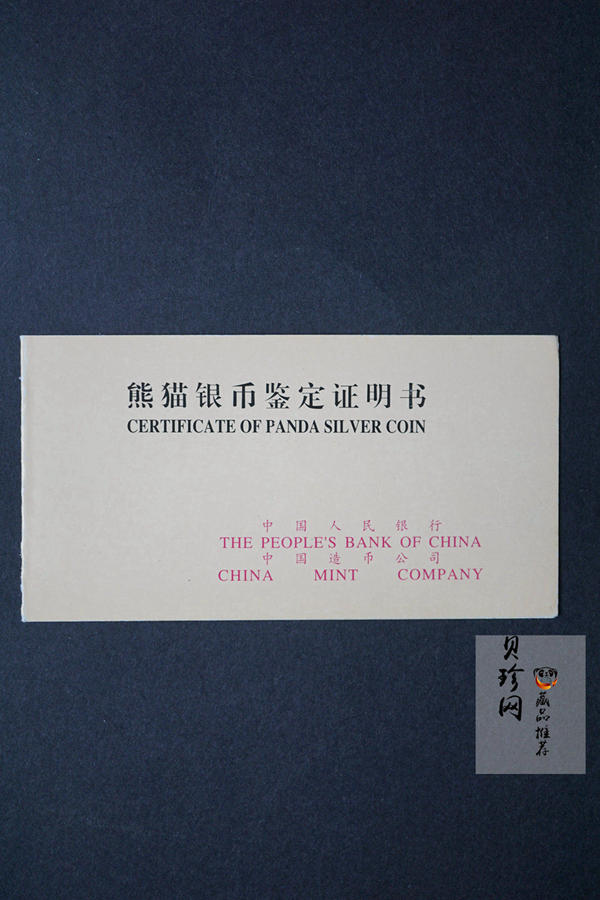 熊猫银币鉴定证明书
CERTIFICATE OF PANDA SILVER COIN
中国人民银行
THE PEOPLE'S BANK OF CHINA
中国造币公司
CHINA MINT COMPANY
贝珍网
藏品推荐